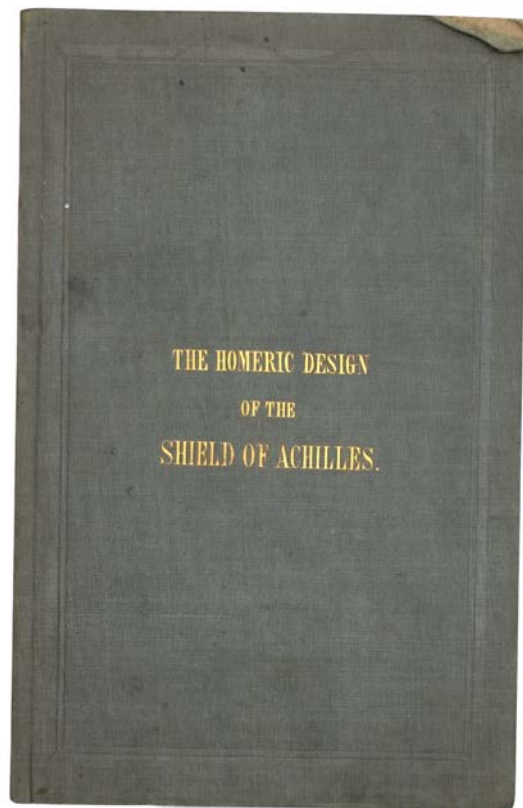 THE HOMERIC DESIGN
OF THE
SHIELD OF ACHILLES.